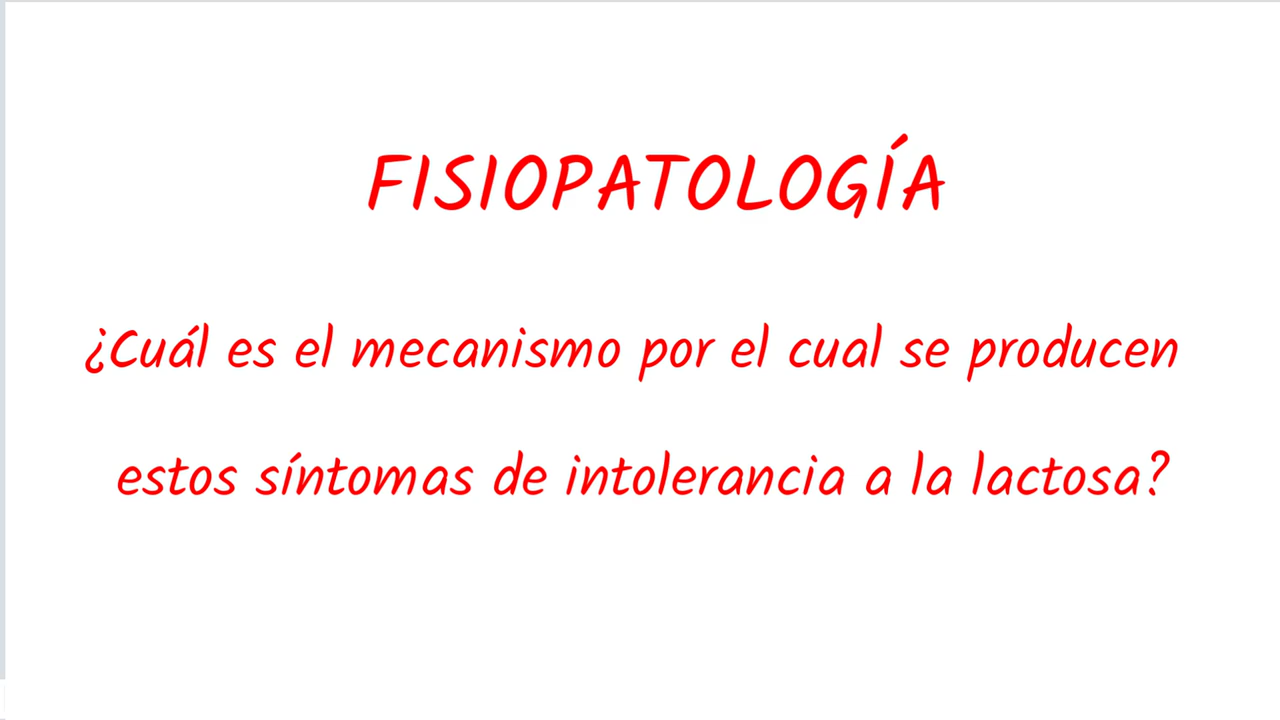 FISIOPATOLOGÍA
¿Cuál es el mecanismo por el cual se producen
estos síntomas de intolerancia a la lactosa?